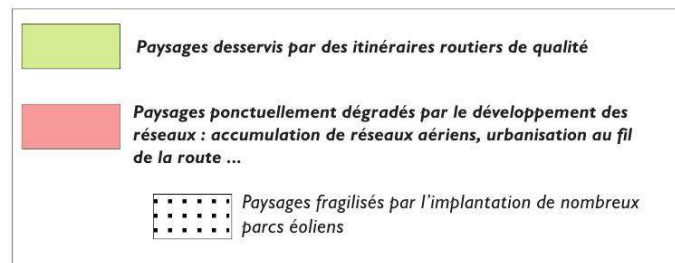 Paysages desservis par des itinéraires routiers de qualité
Paysages ponctuellement dégradés par le développement des
réseaux : accumulation de réseaux aériens, urbanisation au fil
de la route ...
Paysages fragilisés par l'implantation de nombreux
parcs éoliens